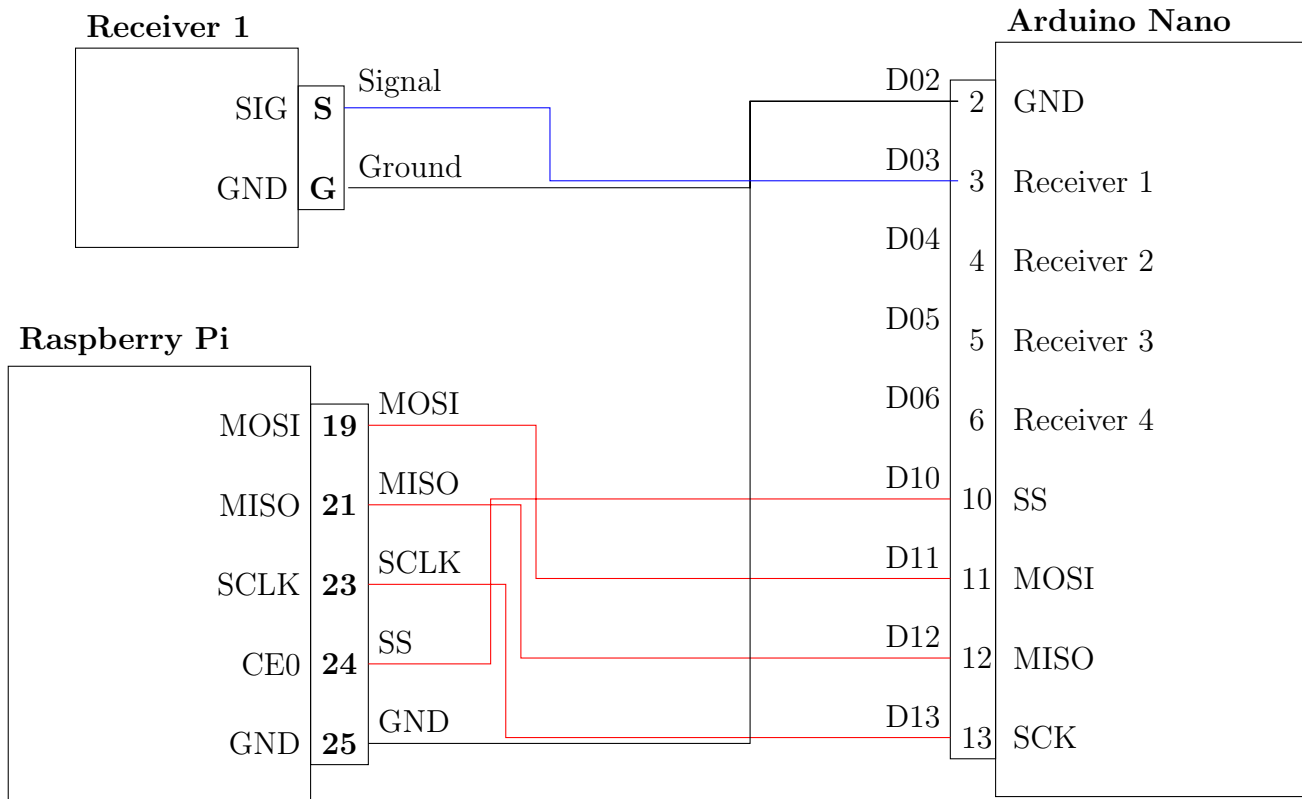 Receiver 1
SIG S Signal
GND G Ground
Raspberry Pi
MOSI 19 MOSI
MISO 21 MISO
SCLK 23 SCLK
CE0 24 SS
GND 25 GND
Arduino Nano
D02 2 GND
D03 3 Receiver 1
D04 4 Receiver 2
D05 5 Receiver 3
D06 6 Receiver 4
D10 10 SS
D11 11 MOSI
D12 12 MISO
D13 13 SCK